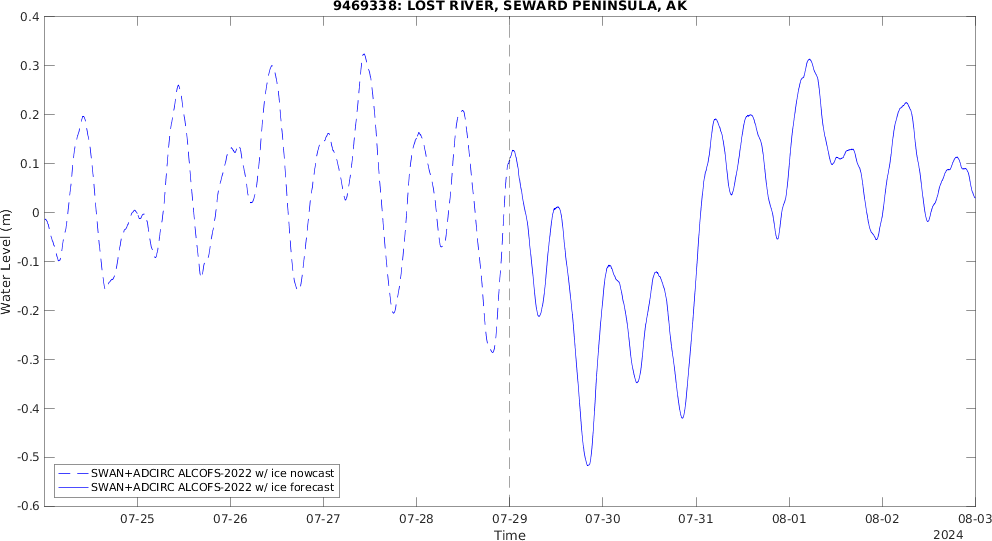 9469338: LOST RIVER, SEWARD PENINSULA, AK
0.4
0.3
0.2
0.1
0
-0.1
-0.2
-0.3
-0.4
-0.5
-0.6
Water Level (m)
SWAN+ADCIRC ALCOFS-2022 w/ ice nowcast
SWAN+ADCIRC ALCOFS-2022 w/ ice forecast
07-25 07-26 07-27 07-28 07-29 07-30 07-31 08-01 08-02 08-03
Time
2024